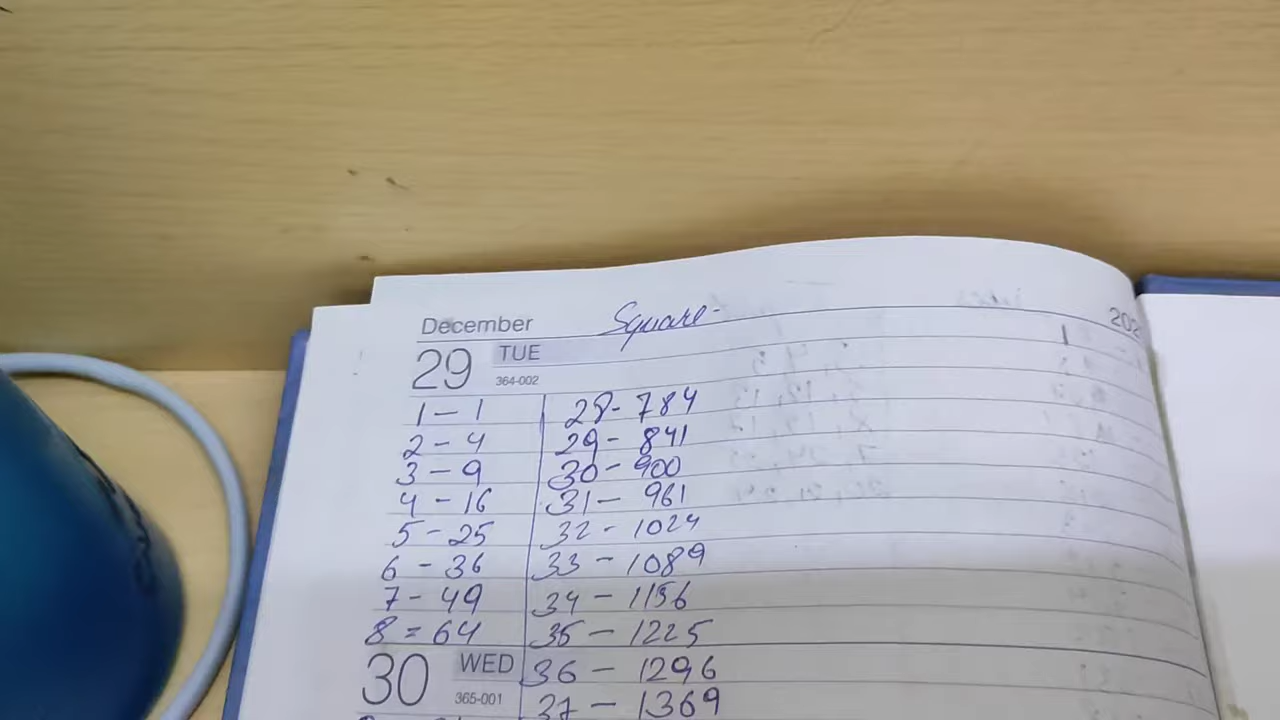 December Square- 202
29 TUE
364-002
1 - 1 28 - 784
2 - 4 29 - 841
3 - 9 30 - 900
4 - 16 31 - 961
5 - 25 32 - 1024
6 - 36 33 - 1089
7 - 49 34 - 1156
8 = 64 35 - 1225
30 WED 36 - 1296
365-001 37 - 1369